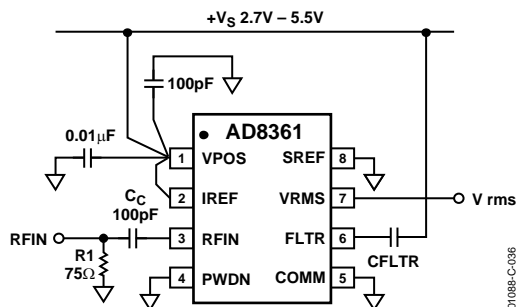 +VS 2.7V – 5.5V
100pF
0.01μF
AD8361
1 VPOS SREF 8
2 IREF VRMS 7
V rms
CC
100pF
RFIN
3 RFIN FLTR 6
R1
75Ω
CFLTR
4 PWDN COMM 5
01088-C-036